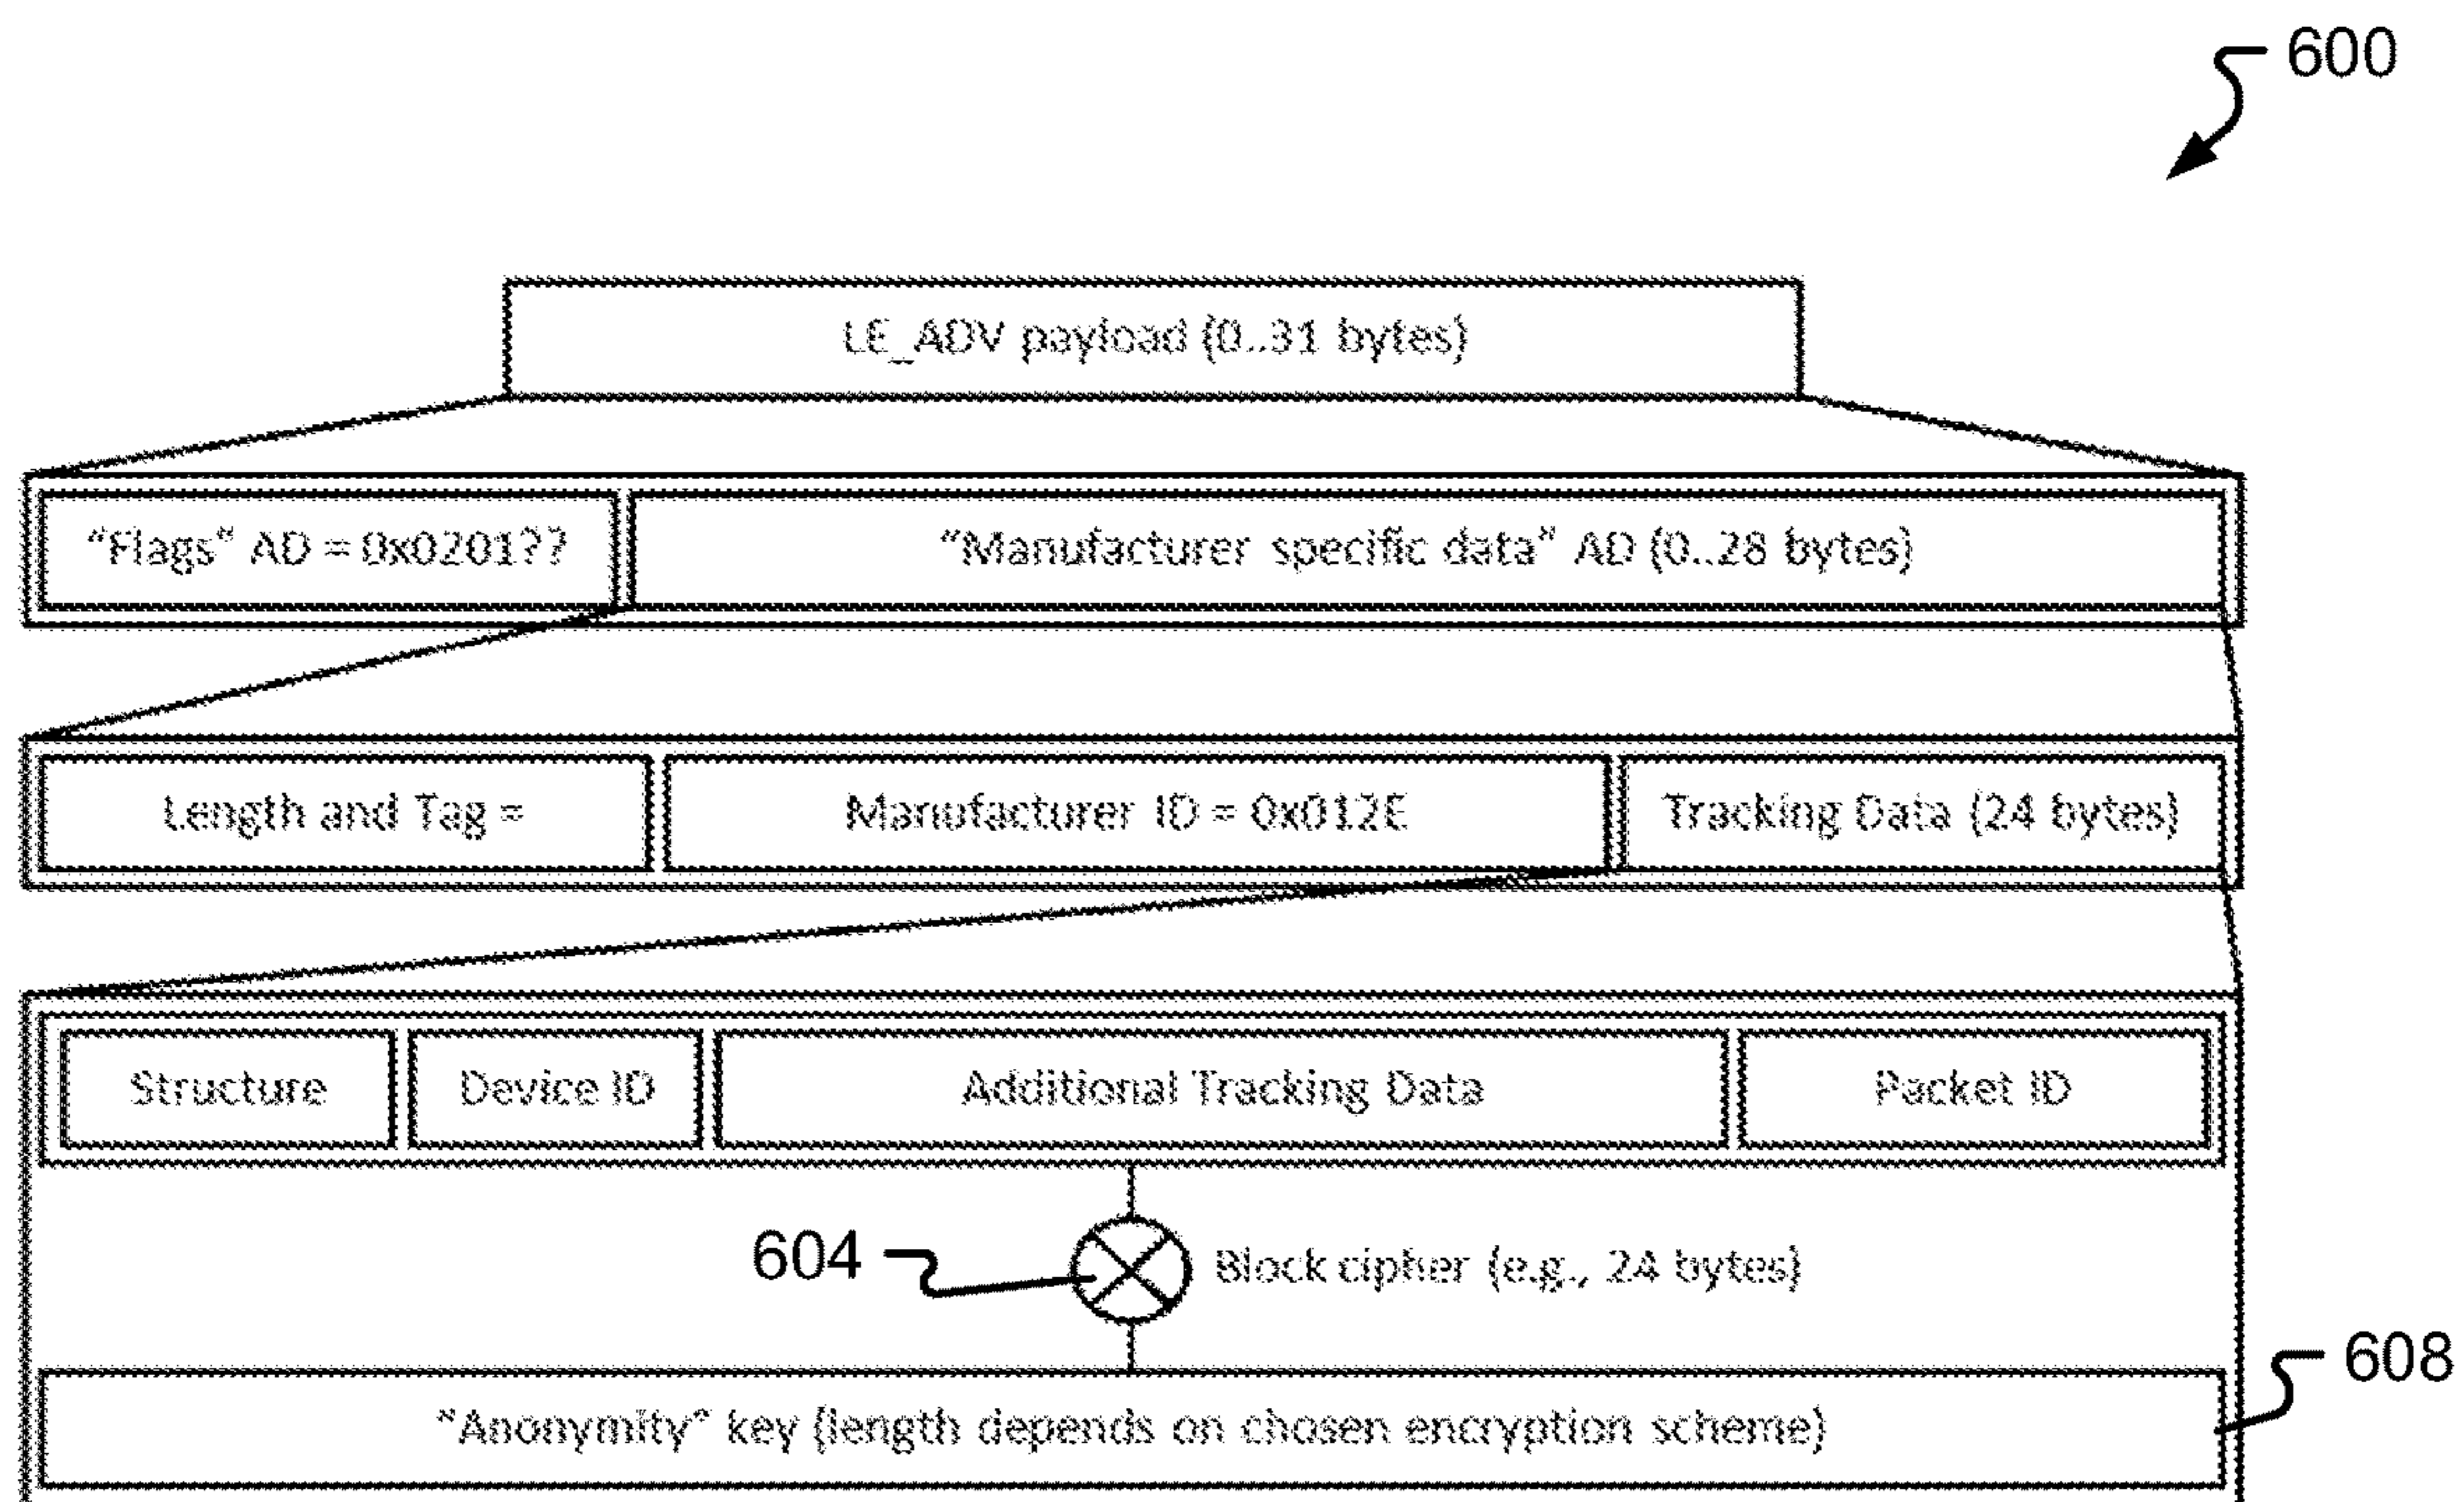 600
LE_ADV payload (0..31 bytes)
“Flags“ AD = 0x0201?? “Manufacturer specific data” AD (0..28 bytes)
Length and Tag = Manufacturer ID = 0x012E Tracking Data (24 bytes)
Structure Device ID Additional Tracking Data Packet ID
604 Block cipher (e.g., 24 bytes)
608
“Anonymity“ key (length depends on chosen encryption scheme)